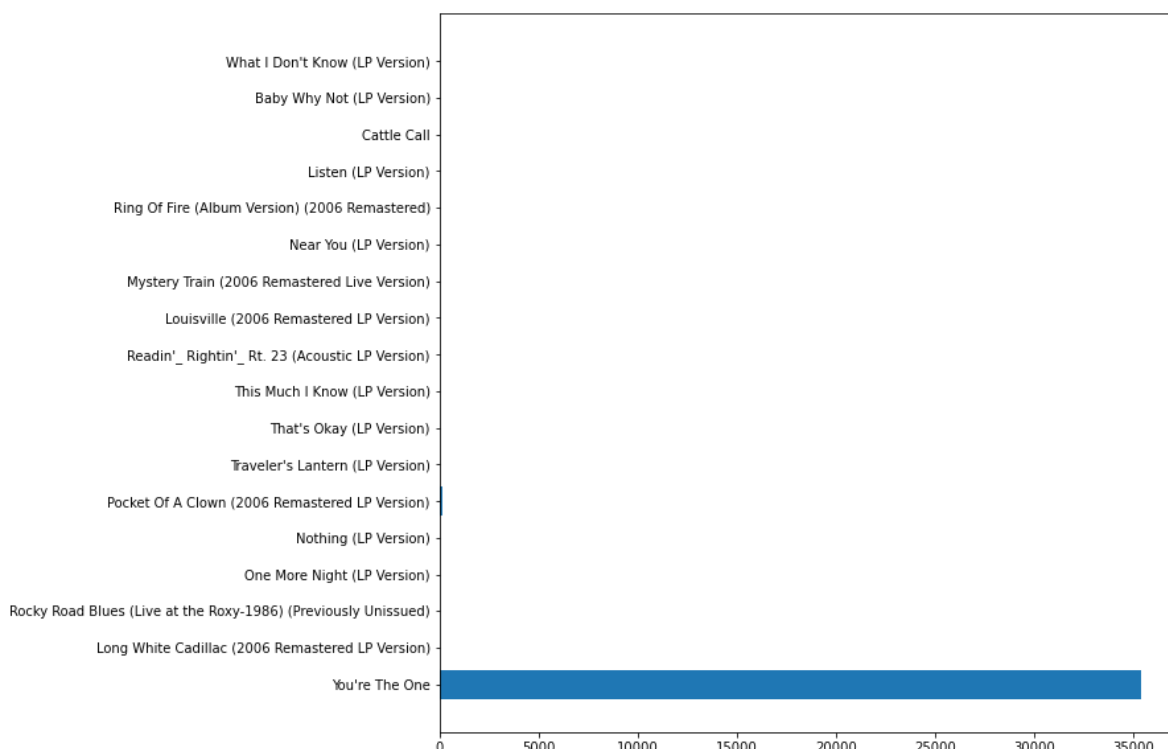 What I Don't Know (LP Version)
Baby Why Not (LP Version)
Cattle Call
Listen (LP Version)
Ring Of Fire (Album Version) (2006 Remastered)
Near You (LP Version)
Mystery Train (2006 Remastered Live Version)
Louisville (2006 Remastered LP Version)
Readin'_ Rightin'_ Rt. 23 (Acoustic LP Version)
This Much I Know (LP Version)
That's Okay (LP Version)
Traveler's Lantern (LP Version)
Pocket Of A Clown (2006 Remastered LP Version)
Nothing (LP Version)
One More Night (LP Version)
Rocky Road Blues (Live at the Roxy-1986) (Previously Unissued)
Long White Cadillac (2006 Remastered LP Version)
You're The One
0 5000 10000 15000 20000 25000 30000 35000